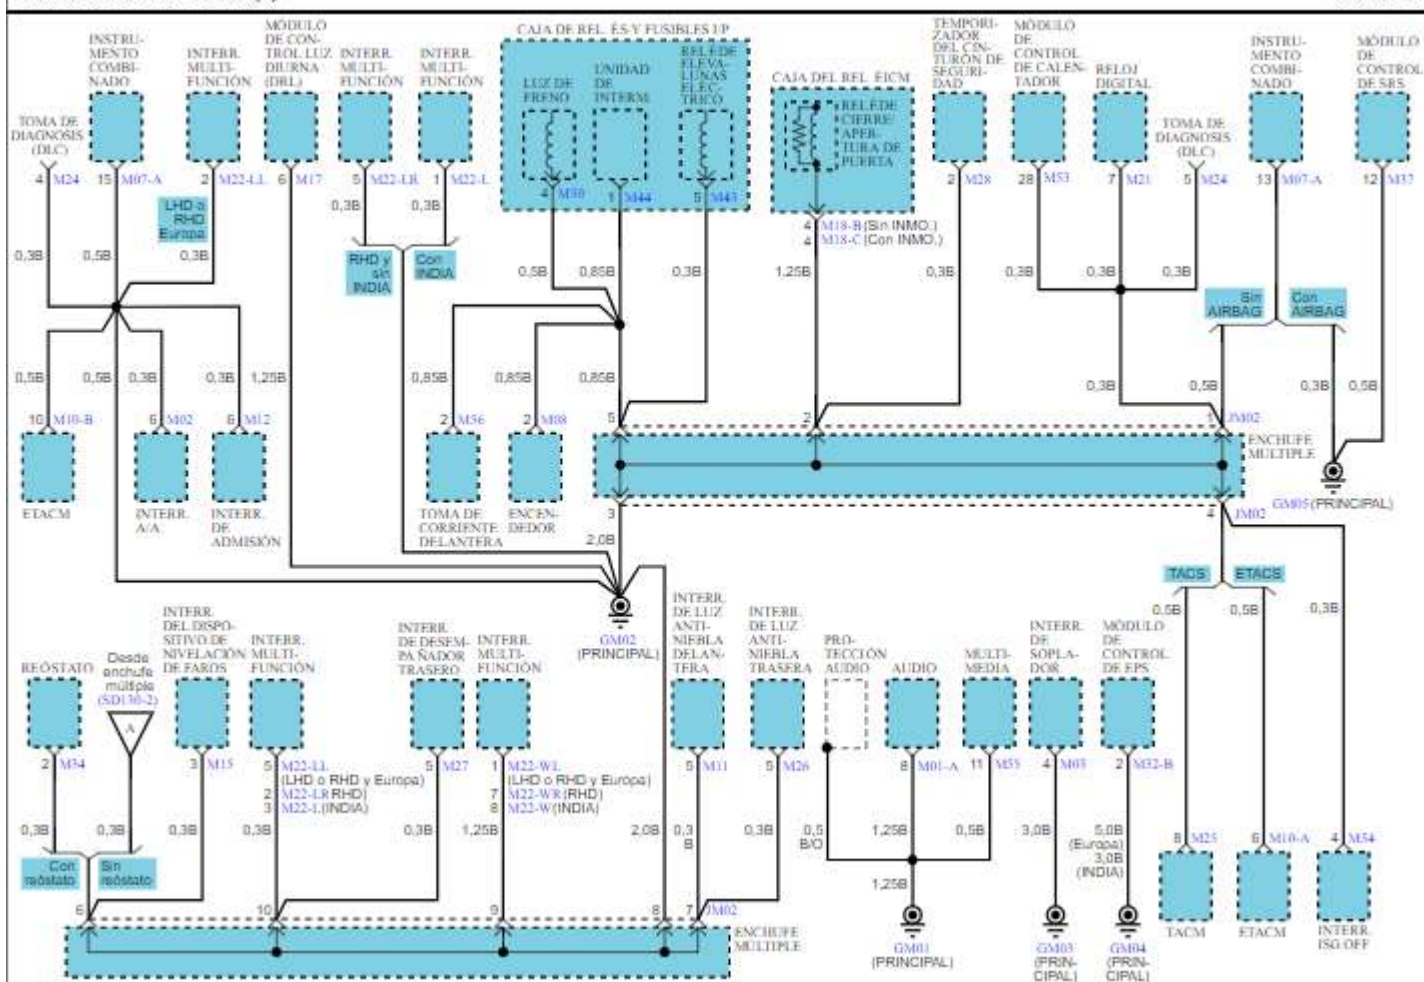 INSTRU-
MENTO
COMBI-
NADO
INTERR.
MULTI-
FUNCIÓN
MÓDULO
DE CON-
TROL LUZ
DIURNA
(DRL)
INTERR.
MULTI-
FUNCIÓN
INTERR.
MULTI-
FUNCIÓN
CAJA DE REL. ÉS Y FUSIBLES I/P
LUZ DE
FRENO
UNIDAD
DE
INTERM
RELÉ DE
ELEVA-
LUNAS
ELÉC-
TRICO
CAJA DEL REL. É ICM
RELÉ DE
CIERRE/
APER-
TURA DE
PUERTA
TEMPORI-
ZADOR
DEL CIN-
TURÓN DE
SEGURI-
DAD
MÓDULO
DE
CONTROL
DE CALEN-
TADOR
RELOJ
DIGITAL
TOMA DE
DIAGNOSIS
(DLC)
INSTRU-
MENTO
COMBI-
NADO
MÓDULO
DE
CONTROL
DE SRS
TOMA DE
DIAGNOSIS
(DLC)
4 M24
15 M07-A
2 M22-LL
6 M17
5 M22-LR
1 M22-L
4 M50
1 M44
5 M43
4 M18-B (Sin INMO.)
4 M18-C (Con INMO.)
2 M28
28 M53
7 M21
5 M24
13 M07-A
12 M37
LHD o
RHD
Europa
0,3B
0,5B
0,3B
0,3B
0,3B
RHD y
sin
INDIA
Con
INDIA
0,5B
0,85B
0,3B
1,25B
0,3B
0,3B
0,3B
0,3B
Sin
AIRBAG
Con
AIRBAG
0,5B
0,5B
0,3B
0,3B
1,25B
0,85B
0,85B
0,85B
0,3B
0,5B
0,3B
0,5B
10 M10-B
6 M02
6 M12
2 M56
2 M08
5
2
1 JM02
ENCHUFE
MÚLTIPLE
ETACM
INTERR.
A/A.
INTERR.
DE
ADMISIÓN
TOMA DE
CORRIENTE
DELANTERA
ENCEN-
DEDOR
3
2,0B
4 JM02
GM05 (PRINCIPAL)
TACS
ETACS
0,5B
0,5B
0,3B
GM02
(PRINCIPAL)
REÓSTATO
Desde
enchufe
múltiple
(SD130-2)
A
INTERR.
DEL DISPO-
SITIVO DE
NIVELACIÓN
DE FAROS
INTERR.
MULTI-
FUNCIÓN
INTERR.
DE DESEM-
PA ÑADOR
TRASERO
INTERR.
MULTI-
FUNCIÓN
INTERR.
DE LUZ
ANTI-
NIEBLA
DELAN-
TERA
INTERR.
DE LUZ
ANTI-
NIEBLA
TRASERA
PRO-
TECCIÓN
AUDIO
AUDIO
MULTI-
MEDIA
INTERR.
DE
SOPLA-
DOR
MÓDULO
DE
CONTROL
DE EPS
2 M34
3 M15
5 M22-LL
(LHD o RHD y Europa)
2 M22-LR RHD)
3 M22-L (INDIA)
5 M27
1 M22-WL
(LHD o RHD y Europa)
7 M22-WR (RHD)
8 M22-W (INDIA)
5 M11
5 M26
8 M01-A
11 M55
4 M03
2 M32-B
0,3B
0,3B
0,3B
0,3B
0,3B
1,25B
2,0B
0,3
B
0,3B
0,5
B/O
1,25B
0,5B
3,0B
5,0B
(Europa)
3,0B
(INDIA)
1,25B
Con
reóstato
Sin
reóstato
6
10
9
8
7 JM02
ENCHUFE
MÚLTIPLE
GM01
(PRINCIPAL)
GM03
(PRIN-
CIPAL)
GM04
(PRIN-
CIPAL)
8 M25
6 M10-A
4 M54
TACM
ETACM
INTERR.
ISG OFF